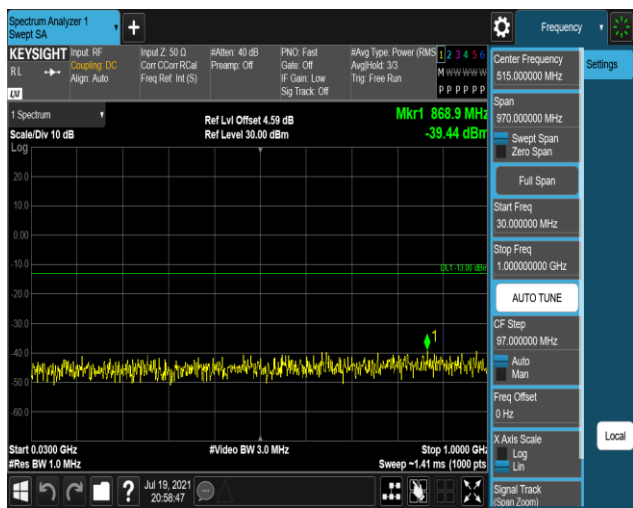 Spectrum Analyzer 1
Swept SA
+
Frequency
KEYSIGHT
RL
LXI
Input: RF
Coupling: DC
Align: Auto
Input Z: 50 Ω
Corr CCorr RCal
Freq Ref: Int (S)
#Atten: 40 dB
Preamp: Off
PNO: Fast
Gate: Off
IF Gain: Low
Sig Track: Off
#Avg Type: Power (RMS
Avg|Hold: 3/3
Trig: Free Run
1 2 3 4 5 6
M W W W W W
P P P P P P
1 Spectrum
Scale/Div 10 dB
Log
Ref Lvl Offset 4.59 dB
Ref Level 30.00 dBm
Mkr1 868.9 MHz
-39.44 dBm
20.0
10.0
0.00
-10.0
DL1 -13.00 dBm
-20.0
-30.0
-40.0
1
-50.0
-60.0
Start 0.0300 GHz
#Res BW 1.0 MHz
#Video BW 3.0 MHz
Stop 1.0000 GHz
Sweep ~1.41 ms (1000 pts
Center Frequency
515.000000 MHz
Settings
Span
970.000000 MHz
Swept Span
Zero Span
Full Span
Start Freq
30.000000 MHz
Stop Freq
1.000000000 GHz
AUTO TUNE
CF Step
97.000000 MHz
Auto
Man
Freq Offset
0 Hz
X Axis Scale
Log
Lin
Local
Signal Track
(Span Zoom)
?
Jul 19, 2021
20:58:47